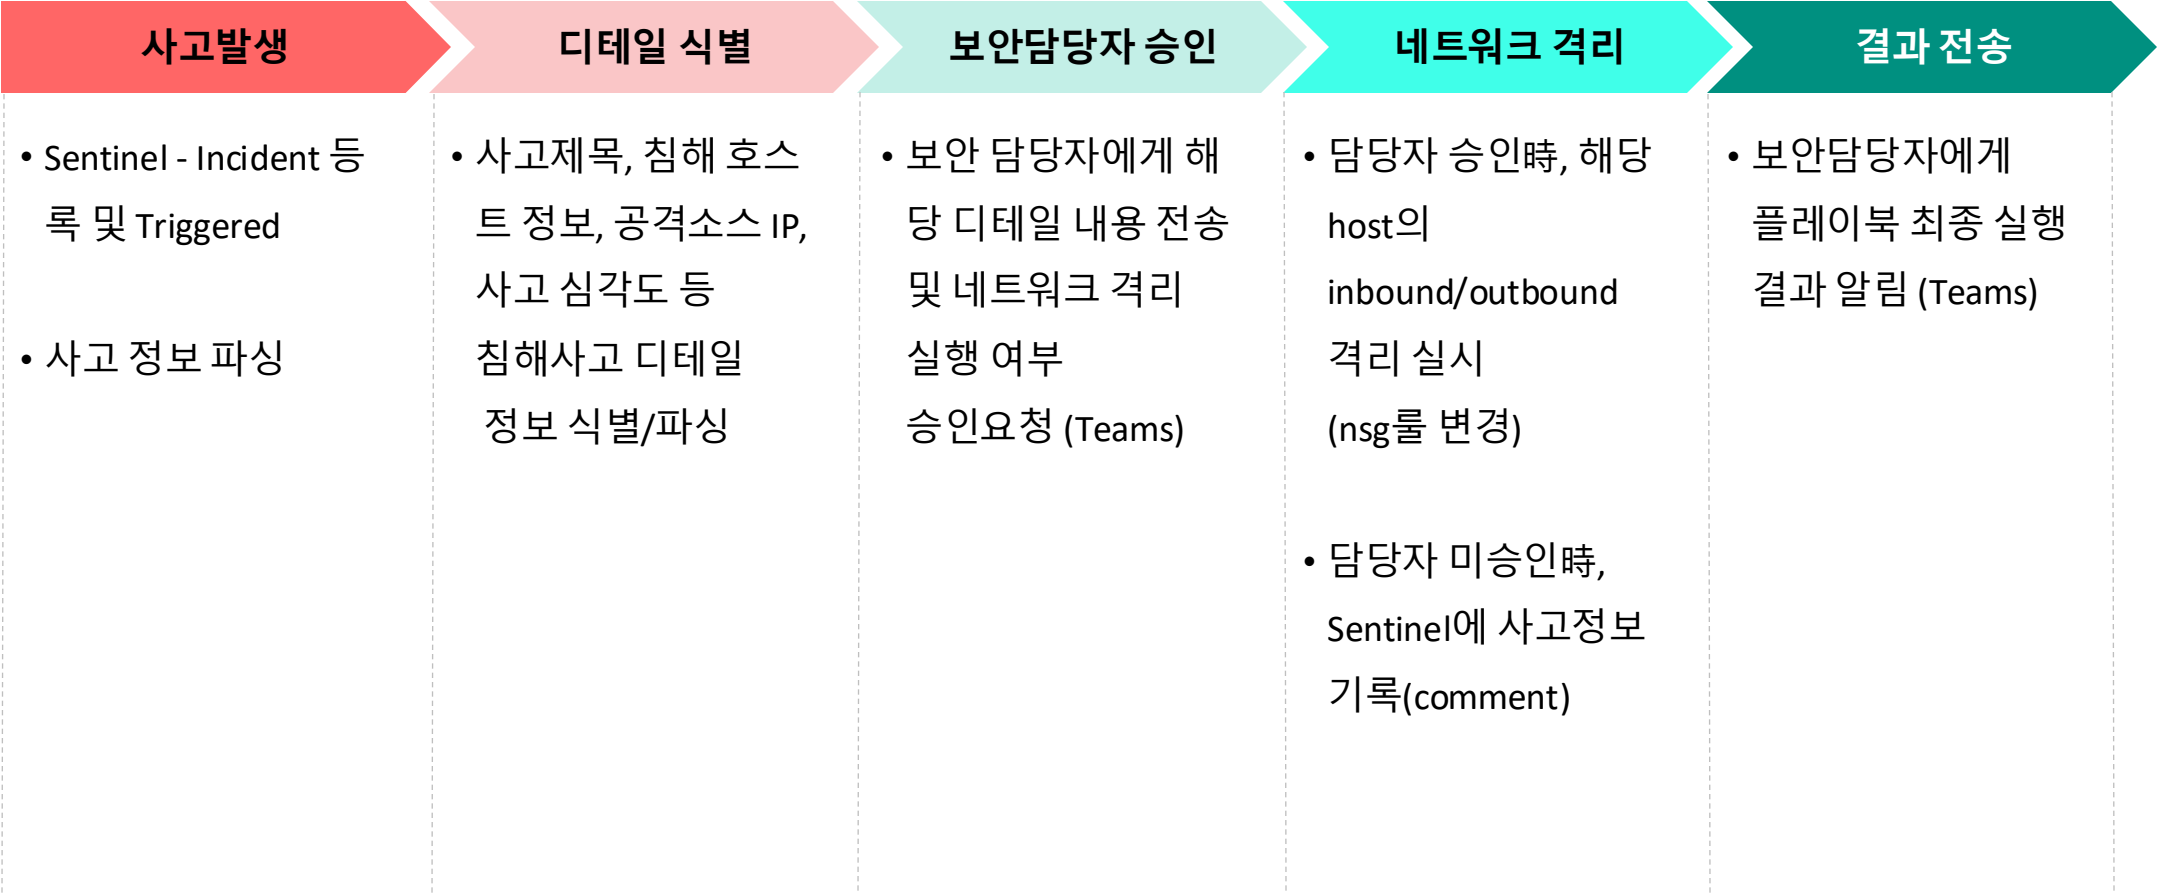 사고발생
디테일 식별
보안담당자 승인
네트워크 격리
결과 전송
• Sentinel - Incident 등
록 및 Triggered
• 사고 정보 파싱
• 사고제목, 침해 호스
트 정보, 공격소스 IP,
사고 심각도 등
침해사고 디테일
정보 식별/파싱
• 보안 담당자에게 해
당 디테일 내용 전송
및 네트워크 격리
실행 여부
승인요청 (Teams)
• 담당자 승인時, 해당
host의
inbound/outbound
격리 실시
(nsg룰 변경)
• 담당자 미승인時,
Sentinel에 사고정보
기록(comment)
• 보안담당자에게
플레이북 최종 실행
결과 알림 (Teams)